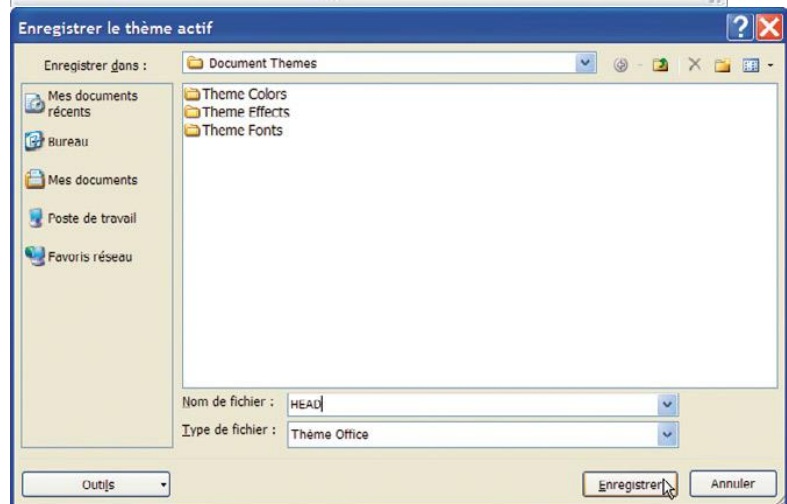 Enregistrer le thème actif
Enregistrer dans :
Document Themes
Mes documents
récents
Bureau
Mes documents
Poste de travail
Favoris réseau
Theme Colors
Theme Effects
Theme Fonts
Nom de fichier :
HEAD
Type de fichier :
Thème Office
Outils
Enregistrer
Annuler